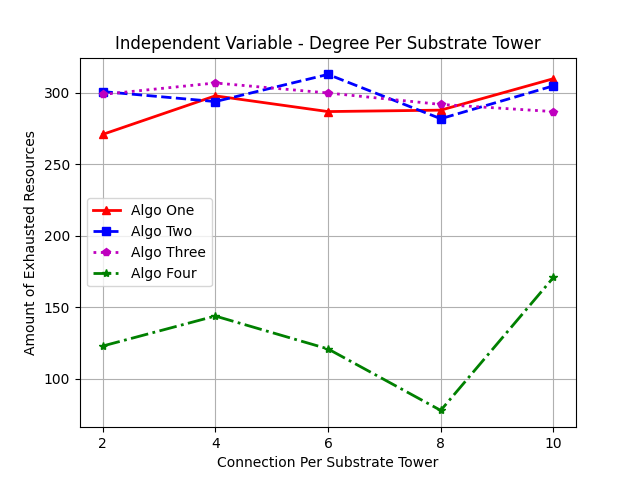 Independent Variable - Degree Per Substrate Tower
Amount of Exhausted Resources
300
250
200
150
100
Algo One
Algo Two
Algo Three
Algo Four
2 4 6 8 10
Connection Per Substrate Tower